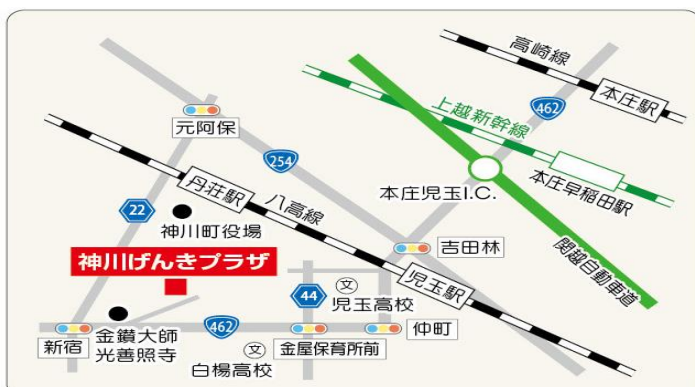 高崎線
本庄駅
462
上越新幹線
元阿保
254
丹荘駅
本庄児玉I.C.
本庄早稲田駅
22
八高線
神川町役場
吉田林
関越自動車道
神川げんきプラザ
児玉駅
44
文
児玉高校
金鑚大師
光善照寺
462
新宿
金屋保育所前
仲町
文
白楊高校